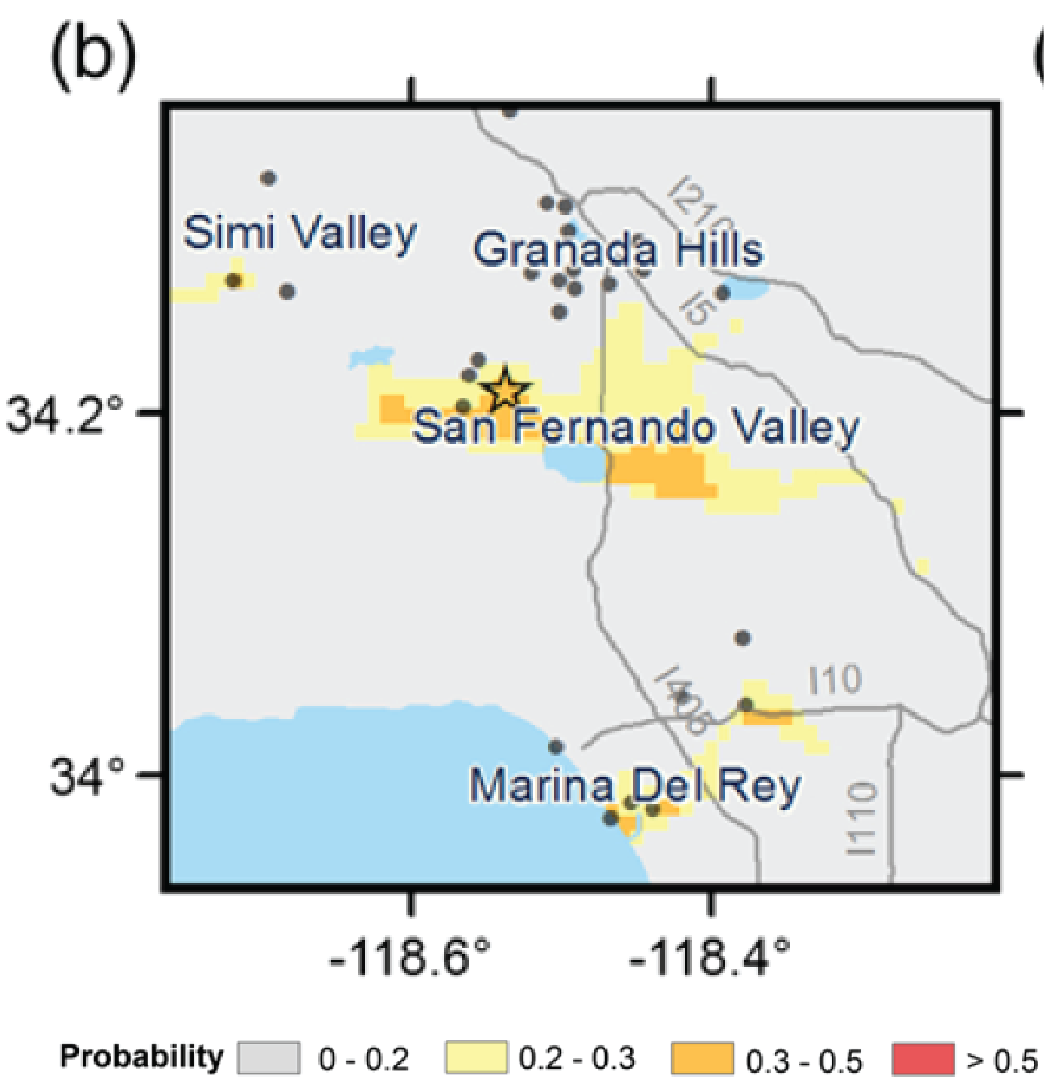 (b)
Simi Valley
I210
Granada Hills
I5
34.2°
San Fernando Valley
I10
I405
34°
Marina Del Rey
I110
-118.6°
-118.4°
Probability 0 - 0.2 0.2 - 0.3 0.3 - 0.5 > 0.5